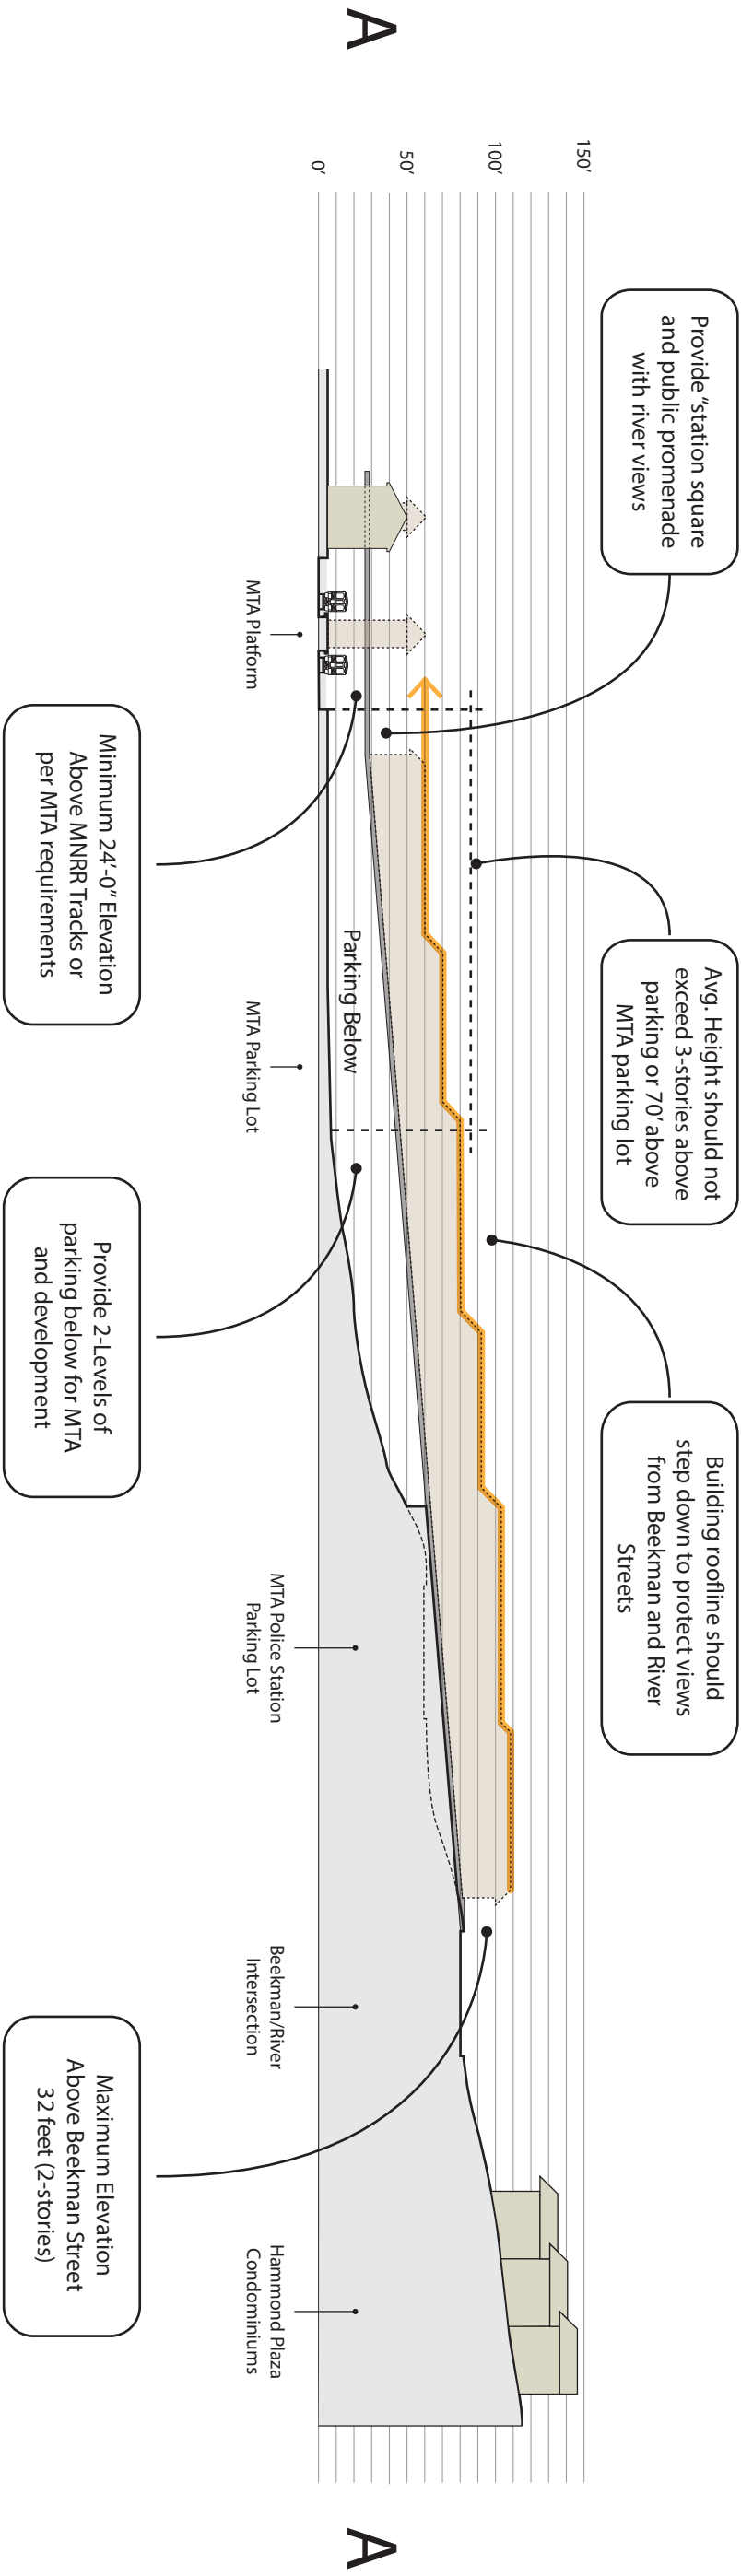 A
A
Provide "station square
and public promenade
with river views
Avg. Height should not
exceed 3-stories above
parking or 70' above
MTA parking lot
Building roofline should
step down to protect views
from Beekman and River
Streets
150'
100'
50'
0'
Parking Below
MTA Platform
MTA Parking Lot
MTA Police Station
Parking Lot
Beekman/River
Intersection
Hammond Plaza
Condominiums
Minimum 24'-0" Elevation
Above MNRR Tracks or
per MTA requirements
Provide 2-Levels of
parking below for MTA
and development
Maximum Elevation
Above Beekman Street
32 feet (2-stories)